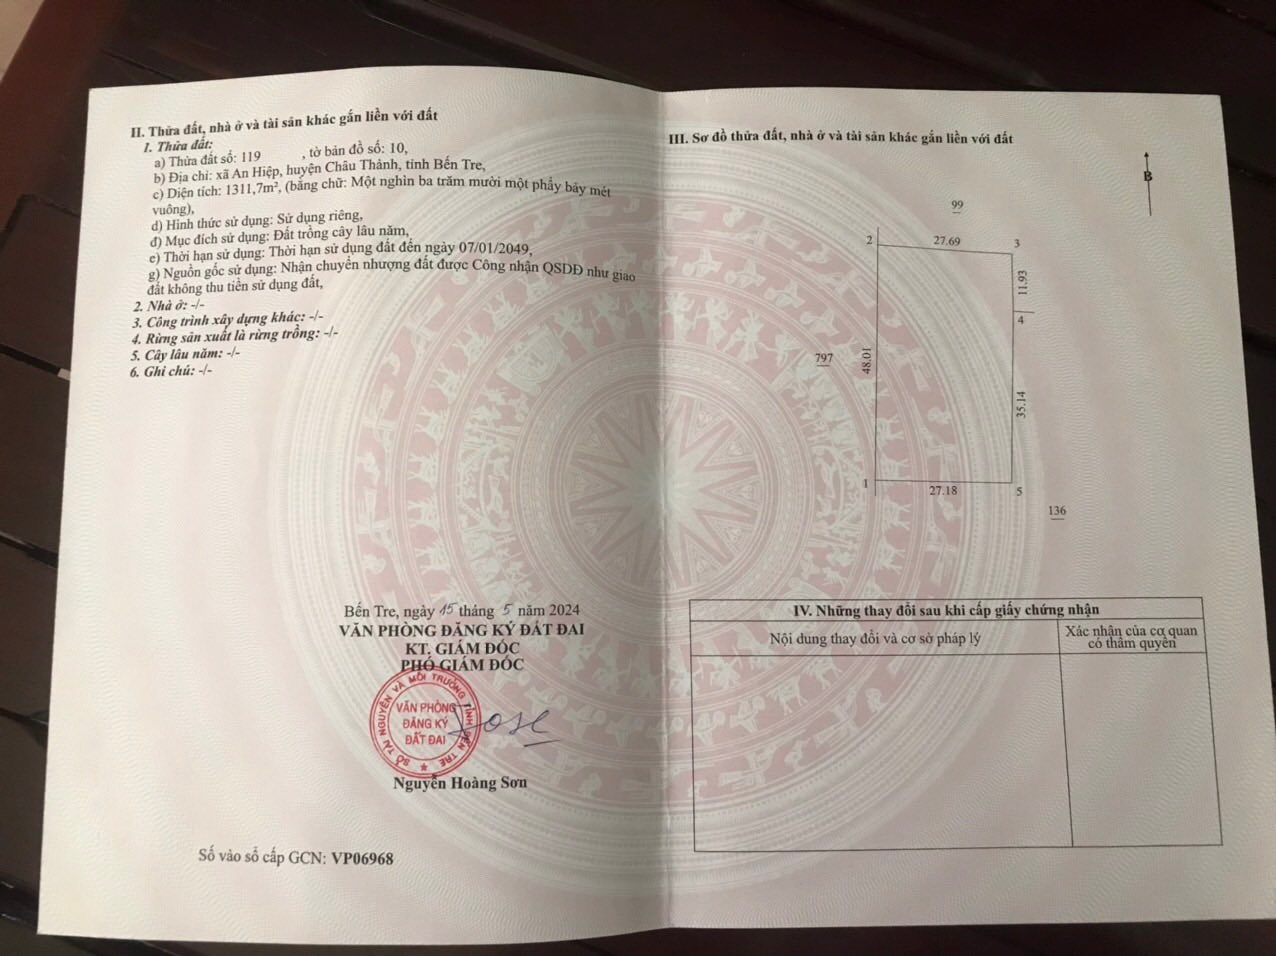 II. Thửa đất, nhà ở và tài sản khác gắn liền với đất
1. Thửa đất:
a) Thửa đất số: 119 , tờ bản đồ số: 10,
b) Địa chỉ: xã An Hiệp, huyện Châu Thành, tỉnh Bến Tre,
c) Diện tích: 1311,7m², (bằng chữ: Một nghìn ba trăm mười một phẩy bảy mét
vuông),
d) Hình thức sử dụng: Sử dụng riêng,
đ) Mục đích sử dụng: Đất trồng cây lâu năm,
e) Thời hạn sử dụng: Thời hạn sử dụng đất đến ngày 07/01/2049,
g) Nguồn gốc sử dụng: Nhận chuyển nhượng đất được Công nhận QSDĐ như giao
đất không thu tiền sử dụng đất,
2. Nhà ở: -/-
3. Công trình xây dựng khác: -/-
4. Rừng sản xuất là rừng trồng: -/-
5. Cây lâu năm: -/-
6. Ghi chú: -/-
Bến Tre, ngày 15 tháng 5 năm 2024
VĂN PHÒNG ĐĂNG KÝ ĐẤT ĐAI
KT. GIÁM ĐỐC
PHÓ GIÁM ĐỐC
SỞ TÀI NGUYÊN VÀ MÔI TRƯỜNG TỈNH BẾN TRE
VĂN PHÒNG
ĐĂNG KÝ
ĐẤT ĐAI
Nguyễn Hoàng Sơn
Số vào sổ cấp GCN: VP06968
III. Sơ đồ thửa đất, nhà ở và tài sản khác gắn liền với đất
B
99
2
27.69
3
11.93
4
797
48.01
35.14
1
27.18
5
136
IV. Những thay đổi sau khi cấp giấy chứng nhận
Nội dung thay đổi và cơ sở pháp lý
Xác nhận của cơ quan
có thẩm quyền